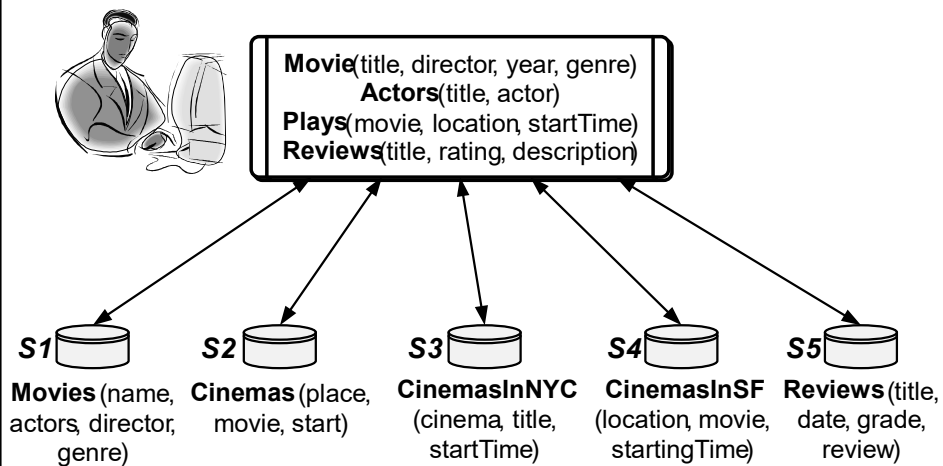 Movie(title, director, year, genre)
Actors(title, actor)
Plays(movie, location, startTime)
Reviews(title, rating, description)
S1
S2
S3
S4
S5
Movies (name,
actors, director,
genre)
Cinemas (place,
movie, start)
CinemasInNYC
(cinema, title,
startTime)
CinemasInSF
(location, movie,
startingTime)
Reviews (title,
date, grade,
review)